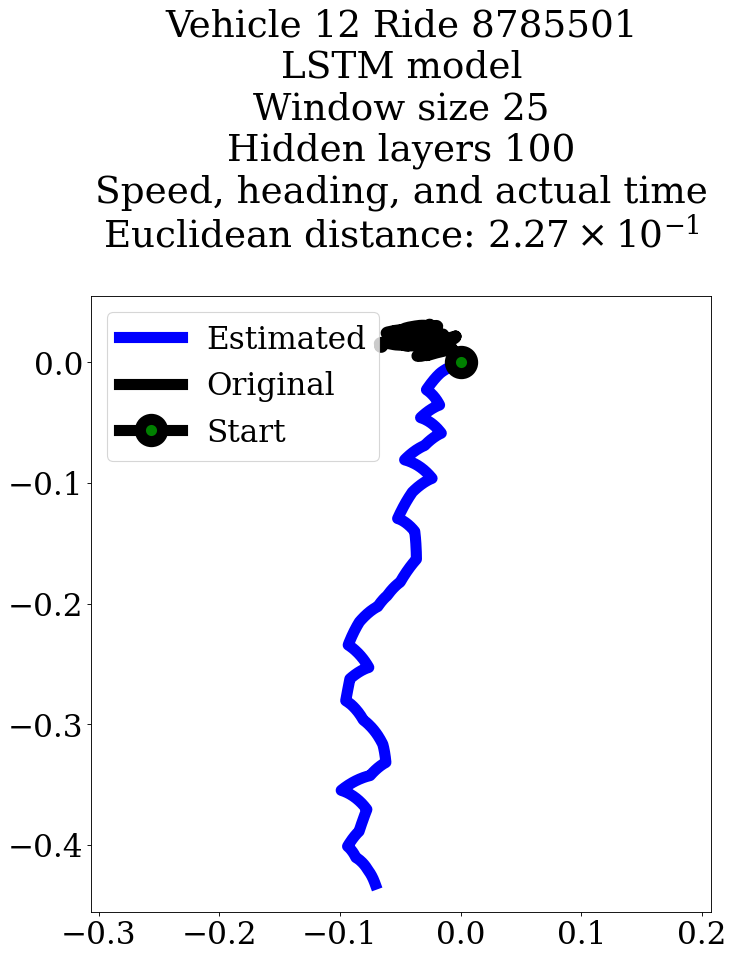 Vehicle 12 Ride 8785501
LSTM model
Window size 25
Hidden layers 100
Speed, heading, and actual time
Euclidean distance: 2.27 × 10⁻¹
Estimated
Original
Start
0.0
−0.1
−0.2
−0.3
−0.4
−0.3 −0.2 −0.1 0.0 0.1 0.2